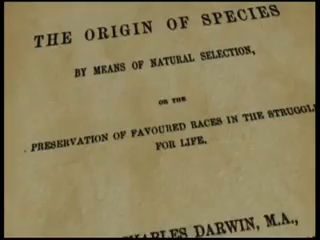 THE ORIGIN OF SPECIES
BY MEANS OF NATURAL SELECTION,
OR THE
PRESERVATION OF FAVOURED RACES IN THE STRUGGLE
FOR LIFE.
CHARLES DARWIN, M.A.,